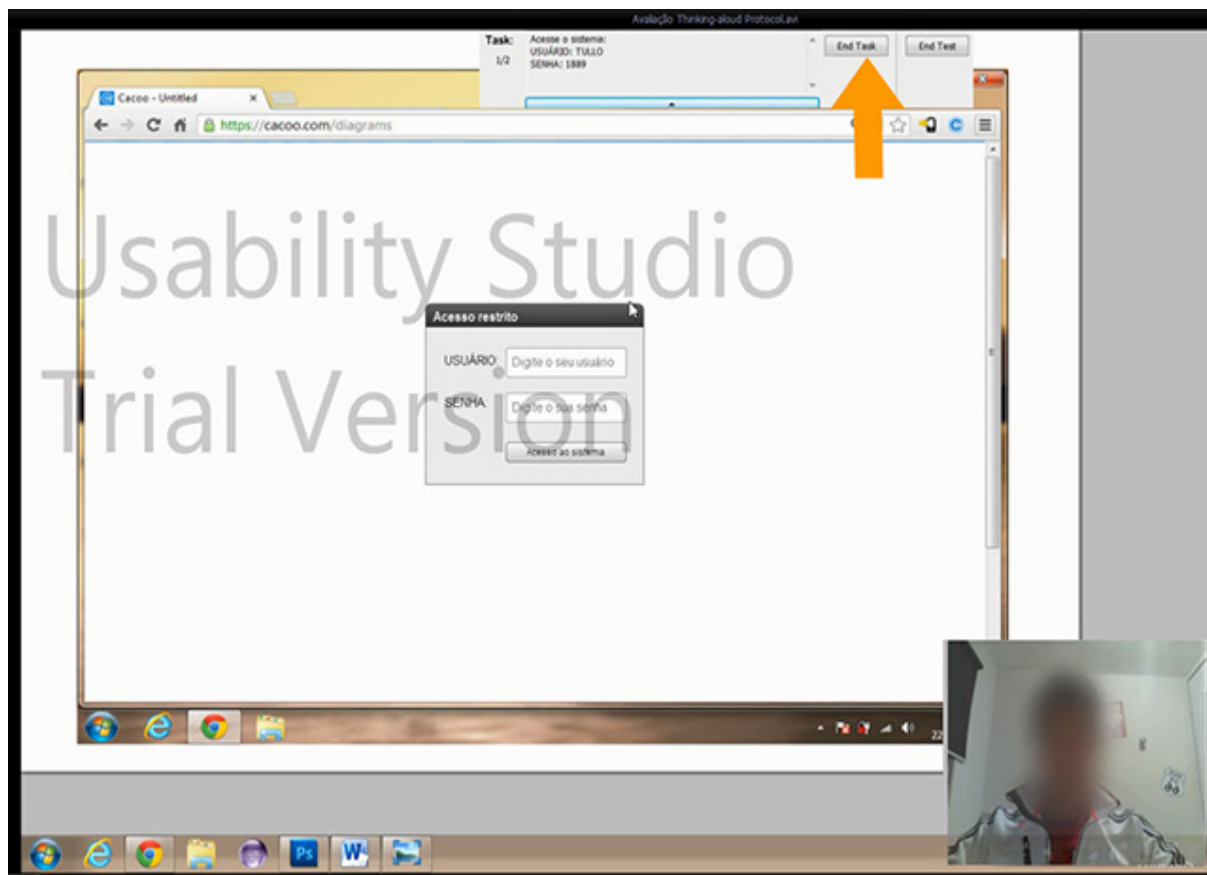 Avaliação Thinking-aloud Protocol.avi
Task:
1/2
Acesse o sistema:
USUÁRIO: TULLO
SENHA: 1889
End Task
End Test
Cacoo - Untitled
https://cacoo.com/diagrams
Usability Studio
Trial Version
Acesso restrito
USUÁRIO:
Digite o seu usuário
SENHA:
Digite o sua senha
Acesso ao sistema
22
Ps
W